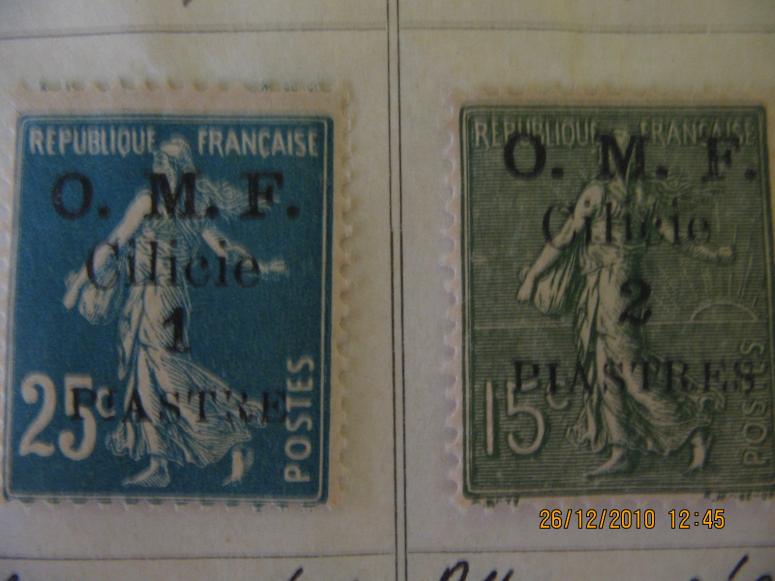 REPUBLIQUE FRANÇAISE
O. M. F.
Cilicie
1
PIASTRE
25c
POSTES
REPUBLIQUE FRANÇAISE
O. M. F.
Cilicie
2
PIASTRES
15c
POSTES
26/12/2010 12:45